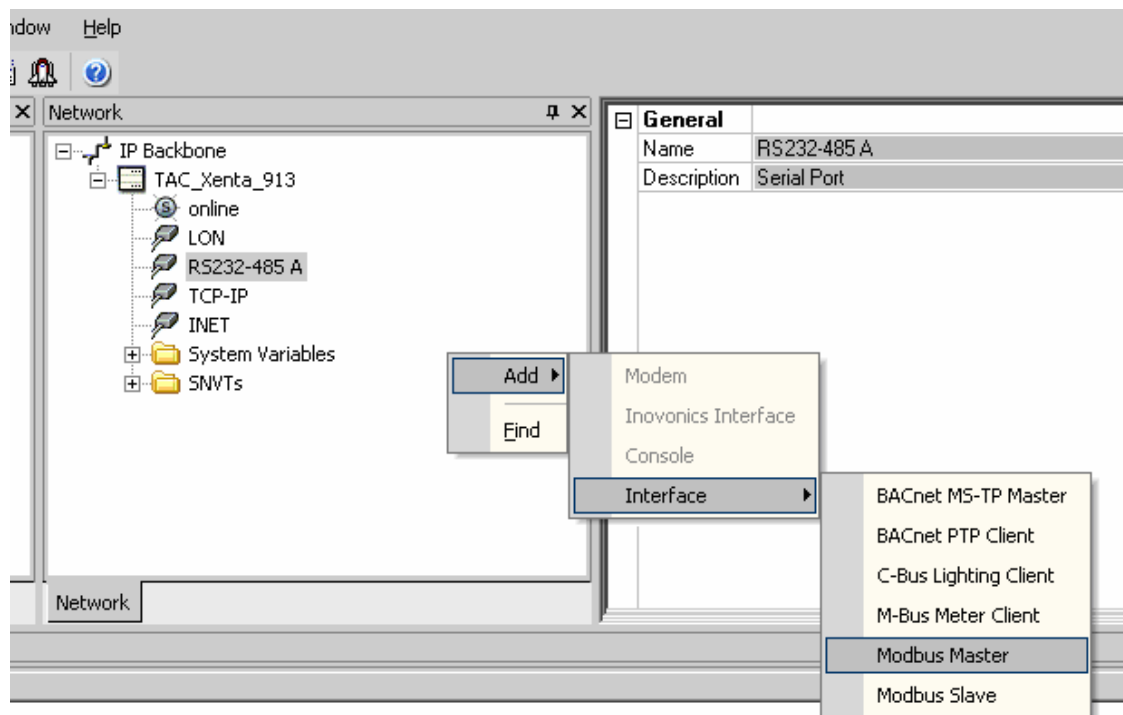 Help
Network
General
IP Backbone
Name RS232-485 A
TAC_Xenta_913
Description Serial Port
online
LON
RS232-485 A
TCP-IP
INET
System Variables
SNVTs
Add
Find
Modem
Inovonics Interface
Console
Interface
BACnet MS-TP Master
BACnet PTP Client
C-Bus Lighting Client
M-Bus Meter Client
Modbus Master
Modbus Slave
Network